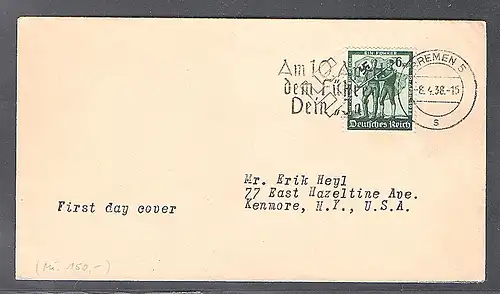 BREMEN 5
Am 10. April
dem Führer
Dein "Ja"
-8.4.38.-15
s
EIN FÜHRER
6
Deutsches Reich
Mr. Erik Heyl
77 East Hazeltine Ave.
Kenmore, N.Y., U.S.A.
First day cover
(Mi. 150,-)